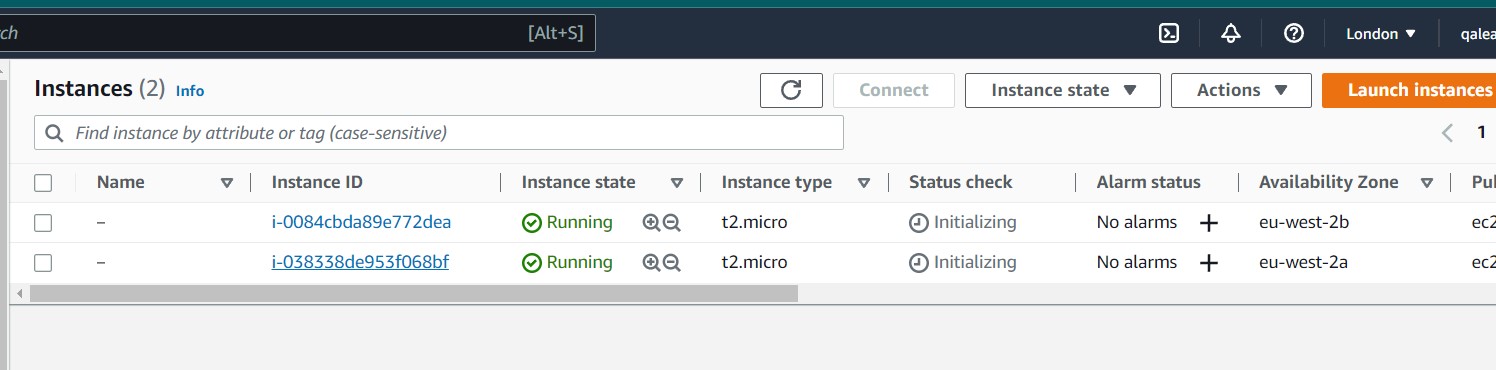 ch [Alt+S] London qalea
Instances (2) Info Connect Instance state Actions Launch instances
Find instance by attribute or tag (case-sensitive) 1
Name Instance ID Instance state Instance type Status check Alarm status Availability Zone Pul
– i-0084cbda89e772dea Running t2.micro Initializing No alarms + eu-west-2b ec2
– i-038338de953f068bf Running t2.micro Initializing No alarms + eu-west-2a ec2